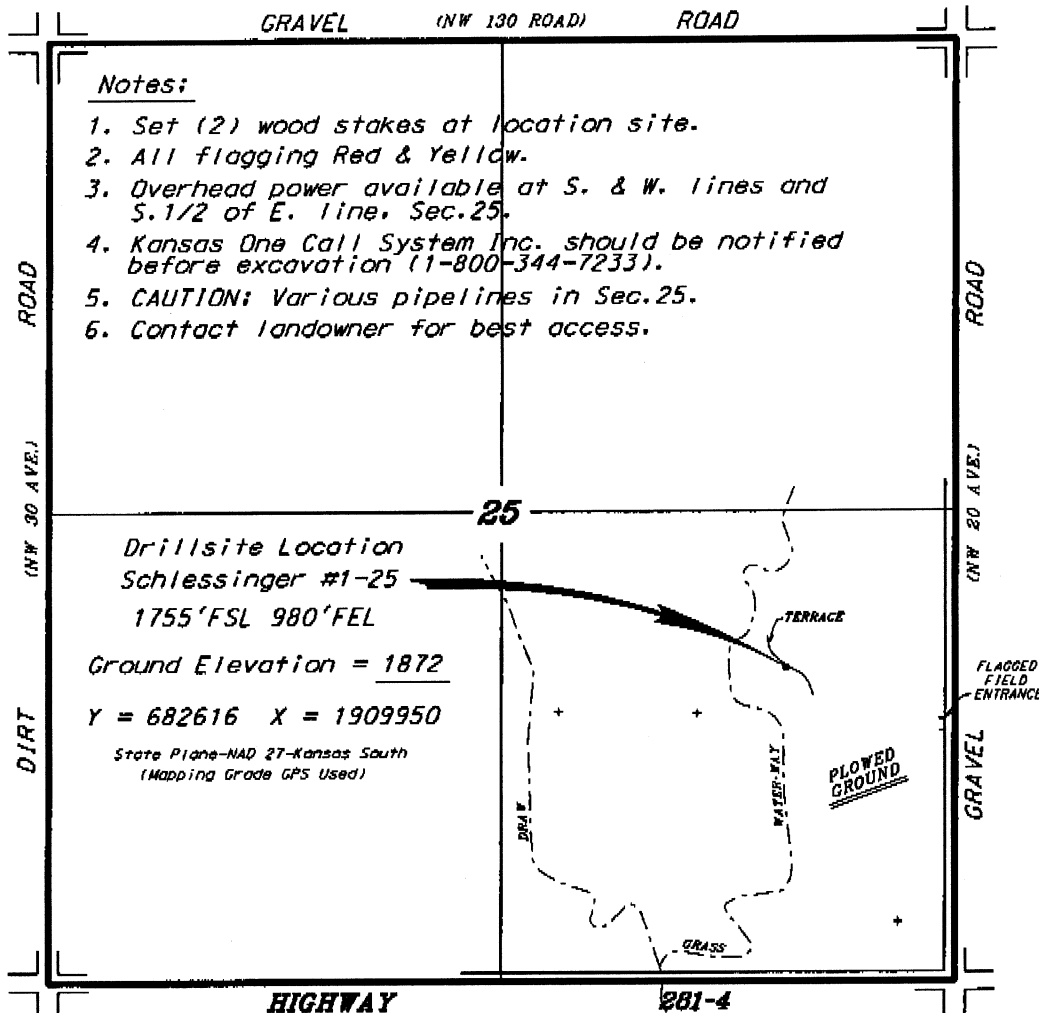 GRAVEL (NW 130 ROAD) ROAD
Notes:
1. Set (2) wood stakes at location site.
2. All flagging Red & Yellow.
3. Overhead power available at S. & W. lines and
S.1/2 of E. line, Sec.25.
4. Kansas One Call System Inc. should be notified
before excavation (1-800-344-7233).
5. CAUTION: Various pipelines in Sec.25.
6. Contact landowner for best access.
ROAD
(NW 30 AVE.)
DIRT
ROAD
(NW 20 AVE.)
GRAVEL
25
Drillsite Location
Schlessinger #1-25
1755'FSL 980'FEL
Ground Elevation = 1872
Y = 682616 X = 1909950
State Plane-NAD 27-Kansas South
(Mapping Grade GPS Used)
TERRACE
FLAGGED
FIELD
ENTRANCE
PLOWED
GROUND
WATER-WAY
DRAW
GRASS
HIGHWAY 281-4